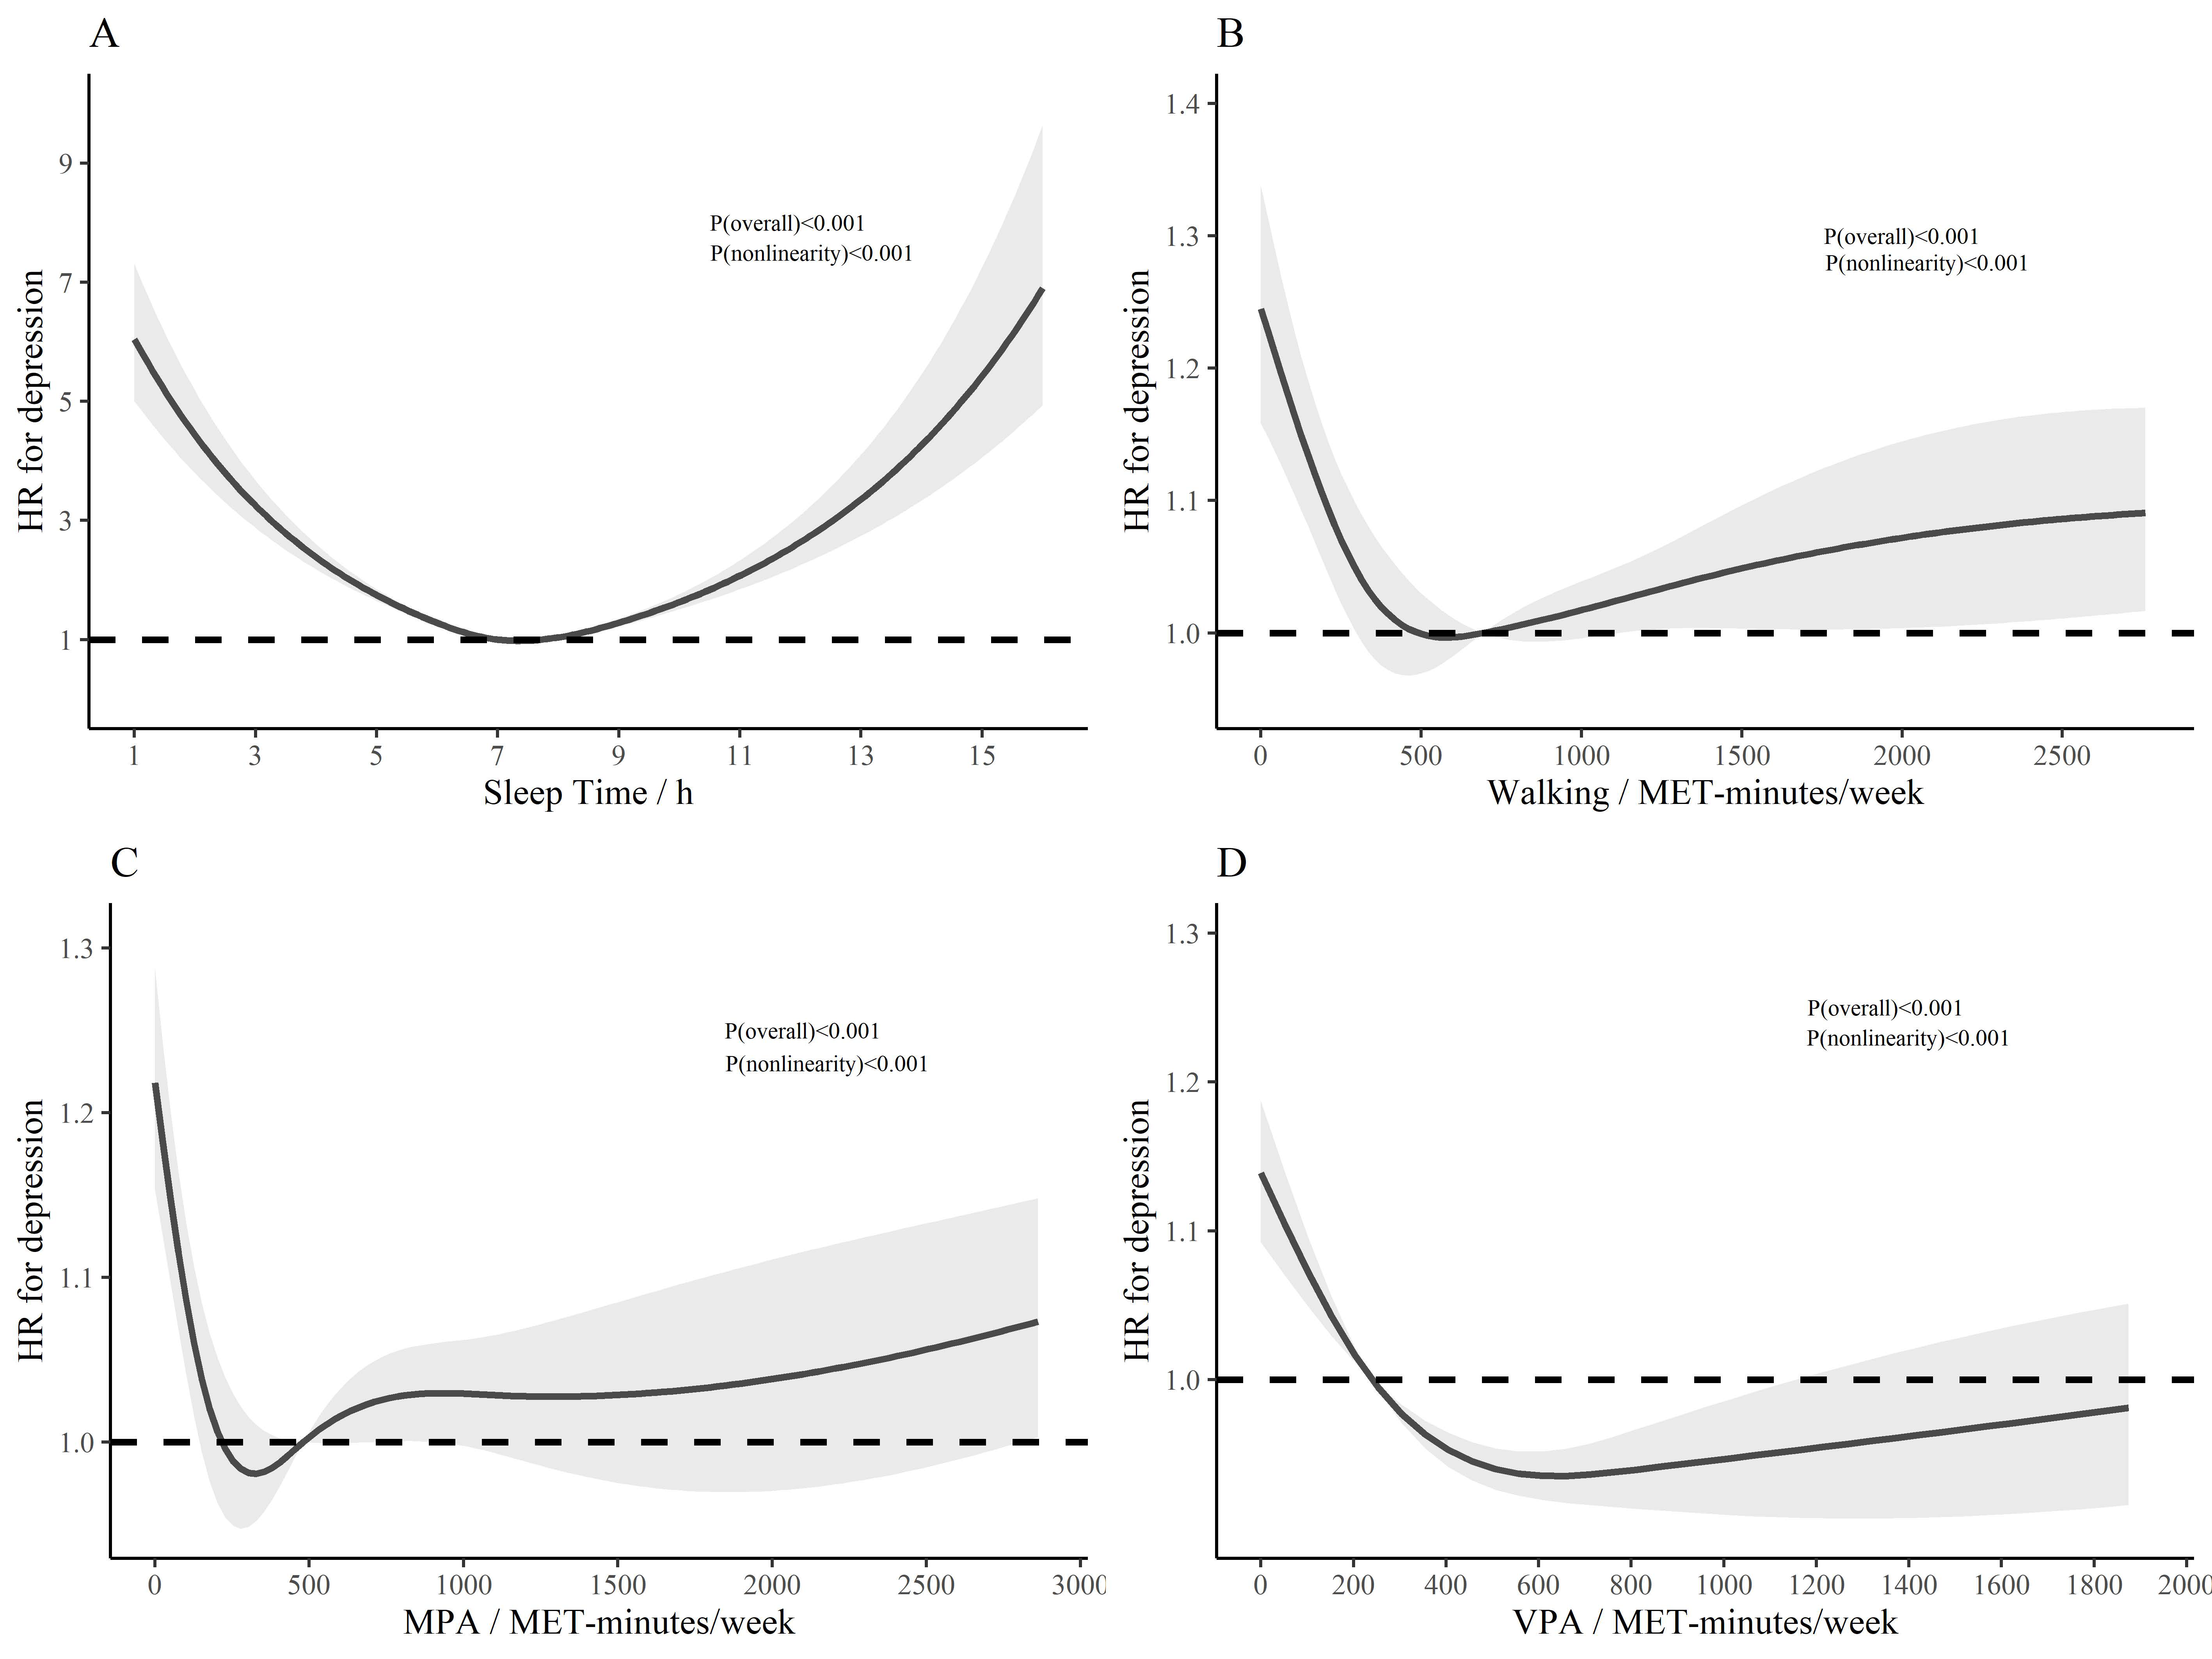 A
HR for depression
9
7
5
3
1
P(overall)<0.001
P(nonlinearity)<0.001
1 3 5 7 9 11 13 15
Sleep Time / h
B
HR for depression
1.4
1.3
1.2
1.1
1.0
P(overall)<0.001
P(nonlinearity)<0.001
0 500 1000 1500 2000 2500
Walking / MET-minutes/week
C
HR for depression
1.3
1.2
1.1
1.0
P(overall)<0.001
P(nonlinearity)<0.001
0 500 1000 1500 2000 2500 3000
MPA / MET-minutes/week
D
HR for depression
1.3
1.2
1.1
1.0
P(overall)<0.001
P(nonlinearity)<0.001
0 200 400 600 800 1000 1200 1400 1600 1800 2000
VPA / MET-minutes/week